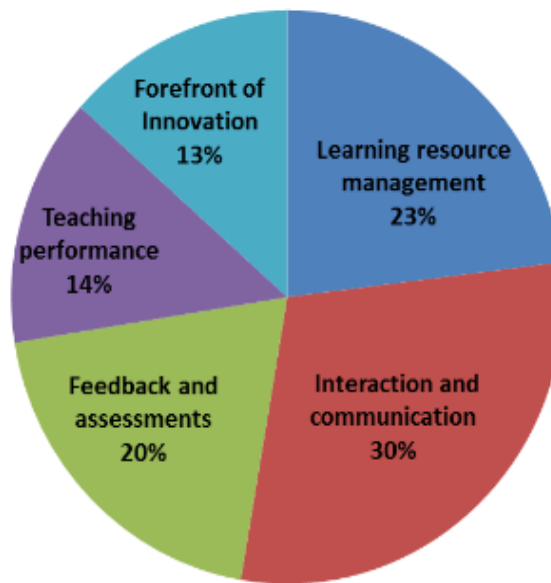 Forefront of
Innovation
13%
Learning resource
management
23%
Teaching
performance
14%
Feedback and
assessments
20%
Interaction and
communication
30%